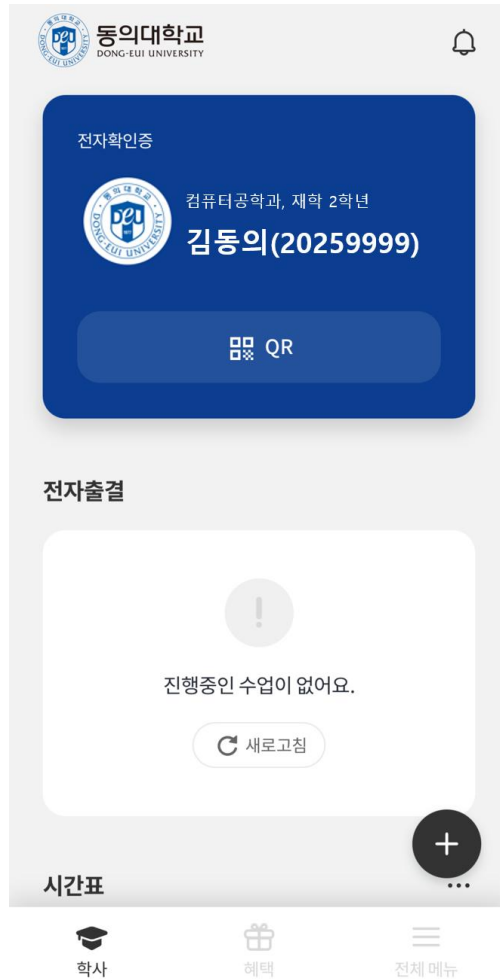 동의대학교
DONG-EUI UNIVERSITY
전자확인증
컴퓨터공학과, 재학 2학년
김동의(20259999)
QR
전자출결
!
진행중인 수업이 없어요.
새로고침
시간표
학사
혜택
전체 메뉴